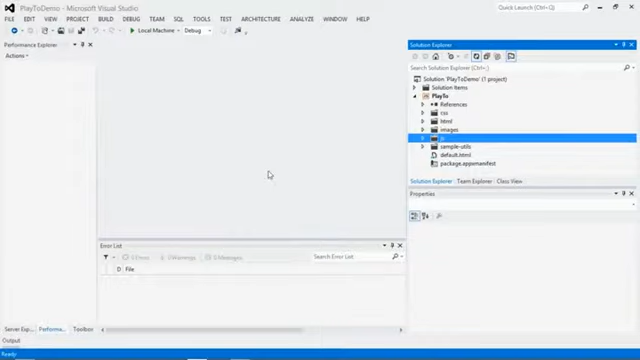 PlayToDemo - Microsoft Visual Studio
Quick Launch (Ctrl+Q)
FILE EDIT VIEW PROJECT BUILD DEBUG TEAM SQL TOOLS TEST ARCHITECTURE ANALYZE WINDOW HELP
Local Machine Debug
Performance Explorer
Actions
Solution Explorer
Search Solution Explorer (Ctrl+;)
Solution 'PlayToDemo' (1 project)
Solution Items
PlayTo
References
css
html
images
js
sample-utils
default.html
package.appxmanifest
Solution Explorer Team Explorer Class View
Properties
Error List
0 Errors 0 Warnings 0 Messages
Search Error List
D File
Server Exp... Performa... Toolbox
Output
Ready